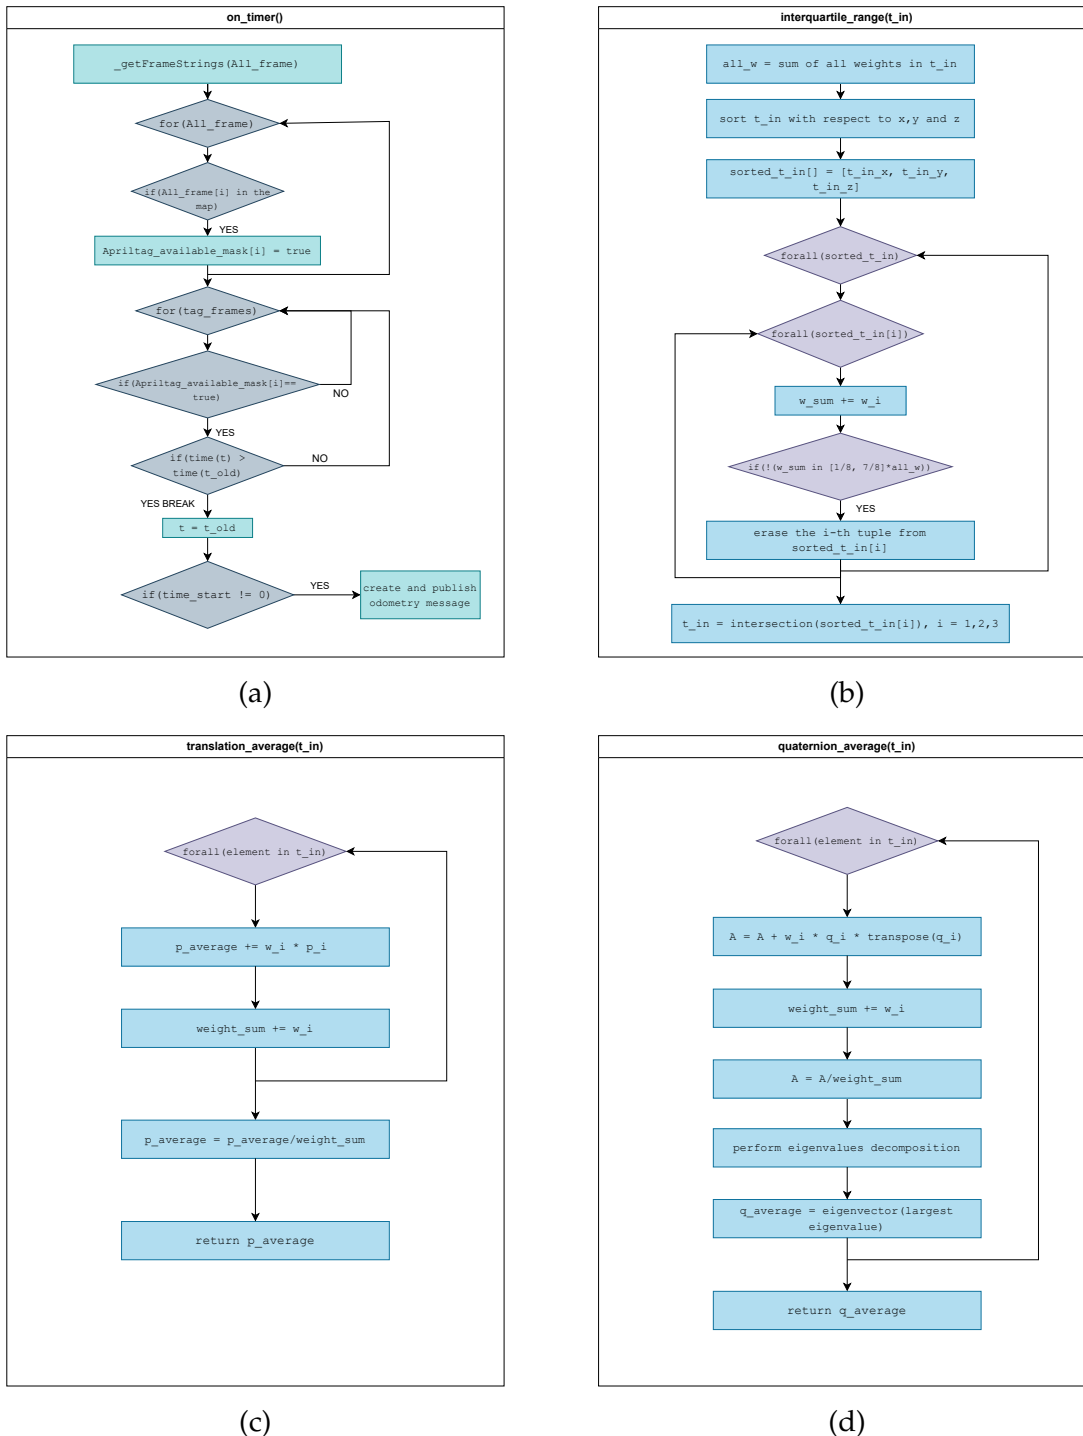 on_timer()
_getFrameStrings(All_frame)
for(All_frame)
if(All_frame[i] in the
map)
YES
Apriltag_available_mask[i] = true
for(tag_frames)
if(Apriltag_available_mask[i]==
true)
NO
YES
if(time(t) >
time(t_old)
NO
YES BREAK
t = t_old
if(time_start != 0)
YES
create and publish
odometry message
(a)
interquartile_range(t_in)
all_w = sum of all weights in t_in
sort t_in with respect to x,y and z
sorted_t_in[] = [t_in_x, t_in_y,
t_in_z]
forall(sorted_t_in)
forall(sorted_t_in[i])
w_sum += w_i
if(!(w_sum in [1/8, 7/8]*all_w))
YES
erase the i-th tuple from
sorted_t_in[i]
t_in = intersection(sorted_t_in[i]), i = 1,2,3
(b)
translation_average(t_in)
forall(element in t_in)
p_average += w_i * p_i
weight_sum += w_i
p_average = p_average/weight_sum
return p_average
(c)
quaternion_average(t_in)
forall(element in t_in)
A = A + w_i * q_i * transpose(q_i)
weight_sum += w_i
A = A/weight_sum
perform eigenvalues decomposition
q_average = eigenvector(largest
eigenvalue)
return q_average
(d)